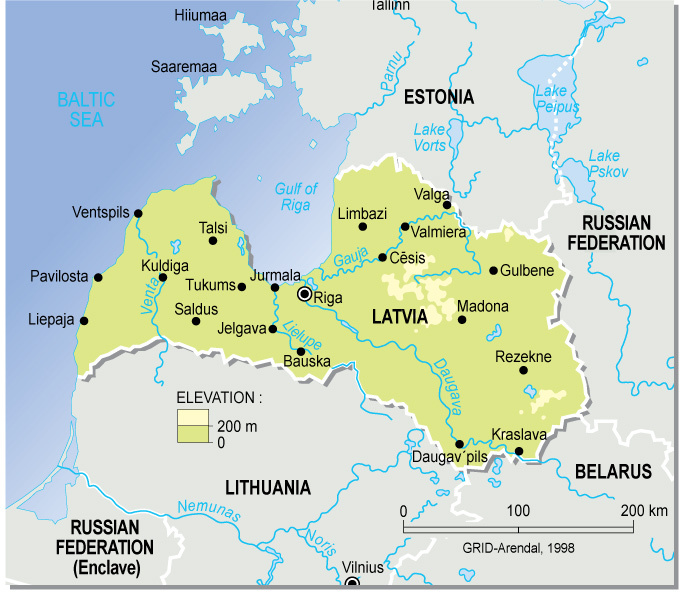 Tallinn
Hiiumaa
Saaremaa
Parnu
ESTONIA
BALTIC
SEA
Lake
Peipus
Lake
Vorts
Lake
Pskov
Gulf of
Riga
Valga
Ventspils
Limbazi
Talsi
Valmiera
RUSSIAN
FEDERATION
Gauja
Cēsis
Kuldiga
Pavilosta
Jurmala
Gulbene
Tukums
Venta
Riga
Saldus
Madona
Liepaja
LATVIA
Jelgava
Lielupe
Bauska
Rezekne
Daugava
ELEVATION :
200 m
0
Kraslava
Daugav´pils
BELARUS
LITHUANIA
Nemunas
0 100 200 km
RUSSIAN
FEDERATION
(Enclave)
Noris
GRID-Arendal, 1998
Vilnius